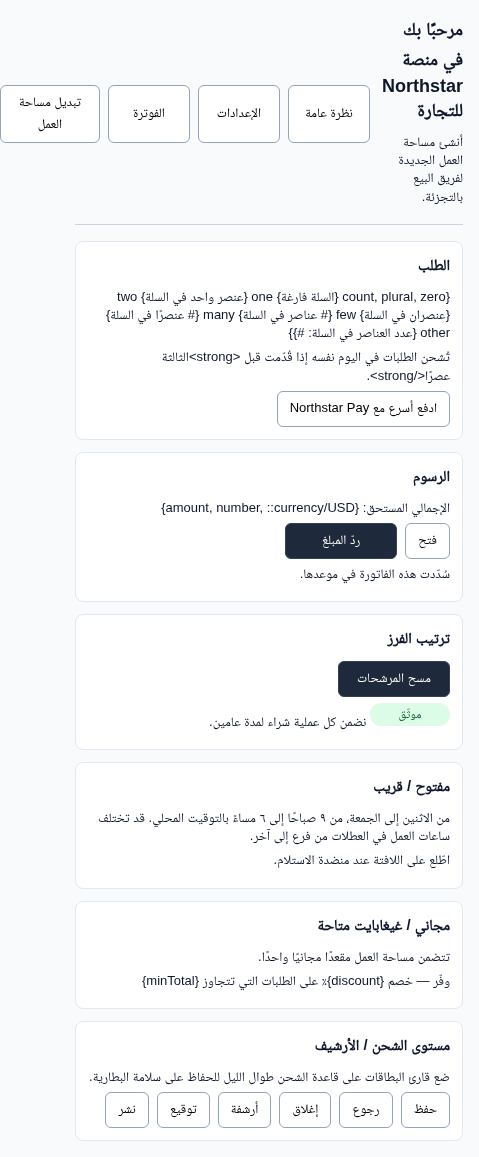 مرحبًا بك
في منصة
Northstar
للتجارة
أنشئ مساحة
العمل الجديدة
لفريق البيع
بالتجزئة.
نظرة عامة
الإعدادات
الفوترة
تبديل مساحة
العمل
الطلب
{count, plural, zero {السلة فارغة} one {عنصر واحد في السلة} two
{عنصران في السلة} few {# عناصر في السلة} many {# عنصرًا في السلة}
other {عدد العناصر في السلة: #}}
تُشحن الطلبات في اليوم نفسه إذا قُدّمت قبل <strong>الثالثة
عصرًا</strong>.
ادفع أسرع مع Northstar Pay
الرسوم
الإجمالي المستحق: {amount, number, ::currency/USD}
فتح
ردّ المبلغ
سُدّدت هذه الفاتورة في موعدها.
ترتيب الفرز
مسح المرشحات
موثّق
نضمن كل عملية شراء لمدة عامين.
مفتوح / قريب
من الاثنين إلى الجمعة، من ٩ صباحًا إلى ٦ مساءً بالتوقيت المحلي. قد تختلف
ساعات العمل في العطلات من فرع إلى آخر.
اطّلع على اللافتة عند منضدة الاستلام.
مجاني / غيغابايت متاحة
تتضمن مساحة العمل مقعدًا مجانيًا واحدًا.
وفّر — خصم {discount}٪ على الطلبات التي تتجاوز {minTotal}
مستوى الشحن / الأرشيف
ضع قارئ البطاقات على قاعدة الشحن طوال الليل للحفاظ على سلامة البطارية.
حفظ
رجوع
إغلاق
أرشفة
توقيع
نشر